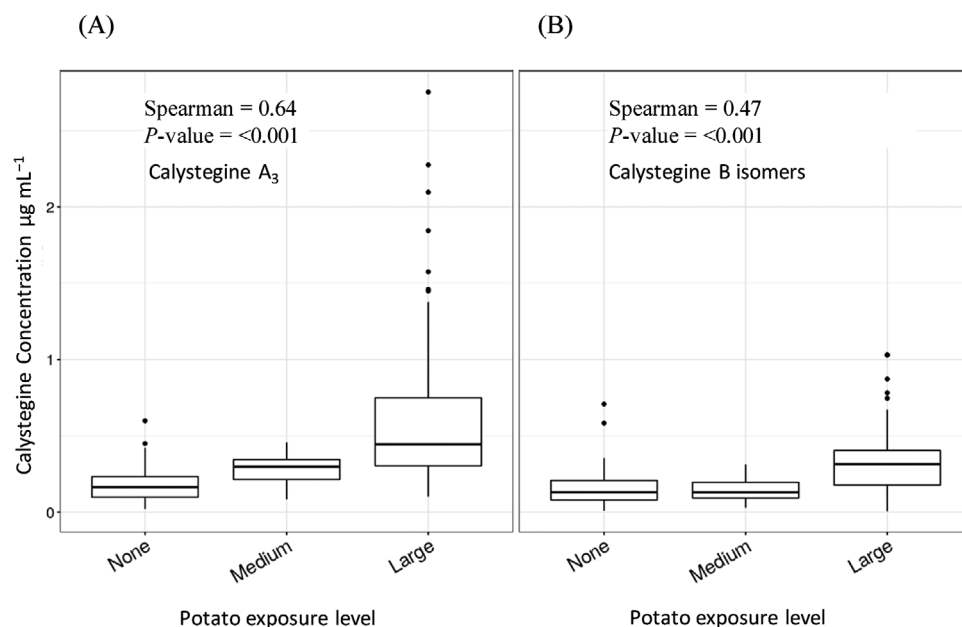 (A)
(B)
Spearman = 0.64
P-value = <0.001
Calystegine A₃
Spearman = 0.47
P-value = <0.001
Calystegine B isomers
Calystegine Concentration µg mL⁻¹
2
1
0
None
Medium
Large
None
Medium
Large
Potato exposure level
Potato exposure level